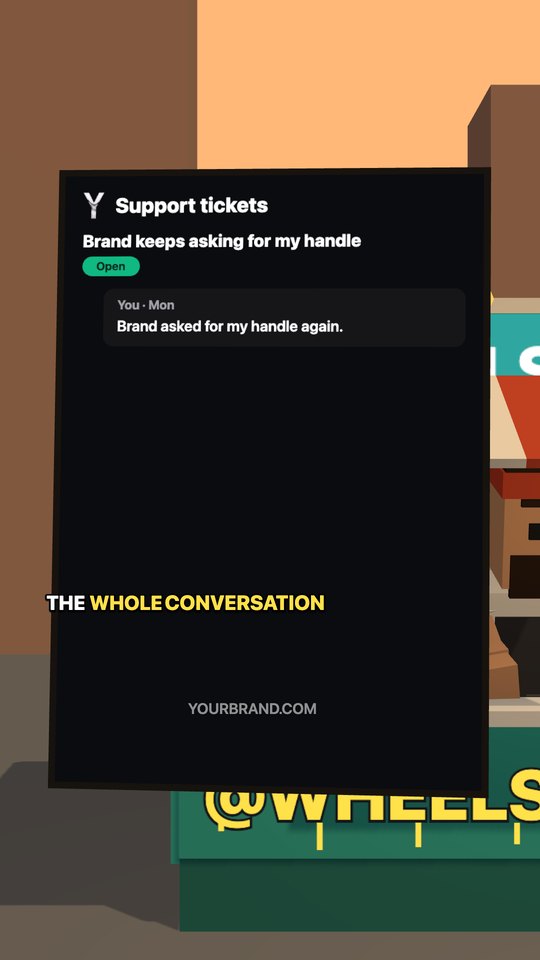 Support tickets
Brand keeps asking for my handle
Open
You · Mon
Brand asked for my handle again.
THE WHOLE CONVERSATION
YOURBRAND.COM
@WHEELS